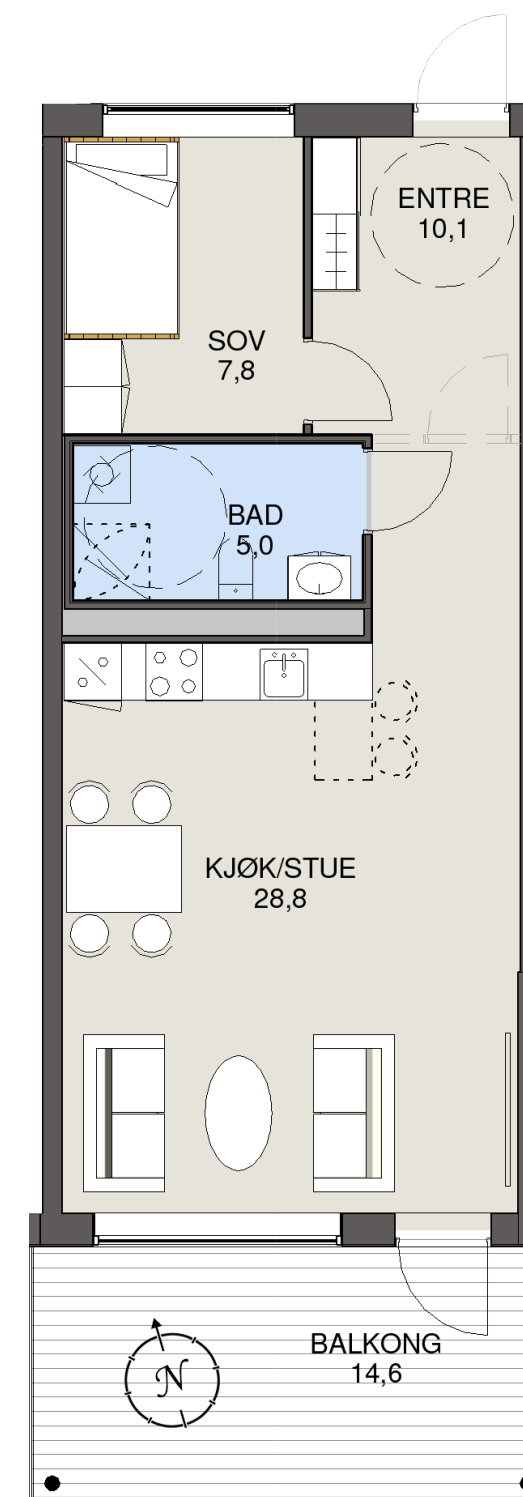 ENTRE
10,1
SOV
7,8
BAD
5,0
KJØK/STUE
28,8
BALKONG
14,6
N